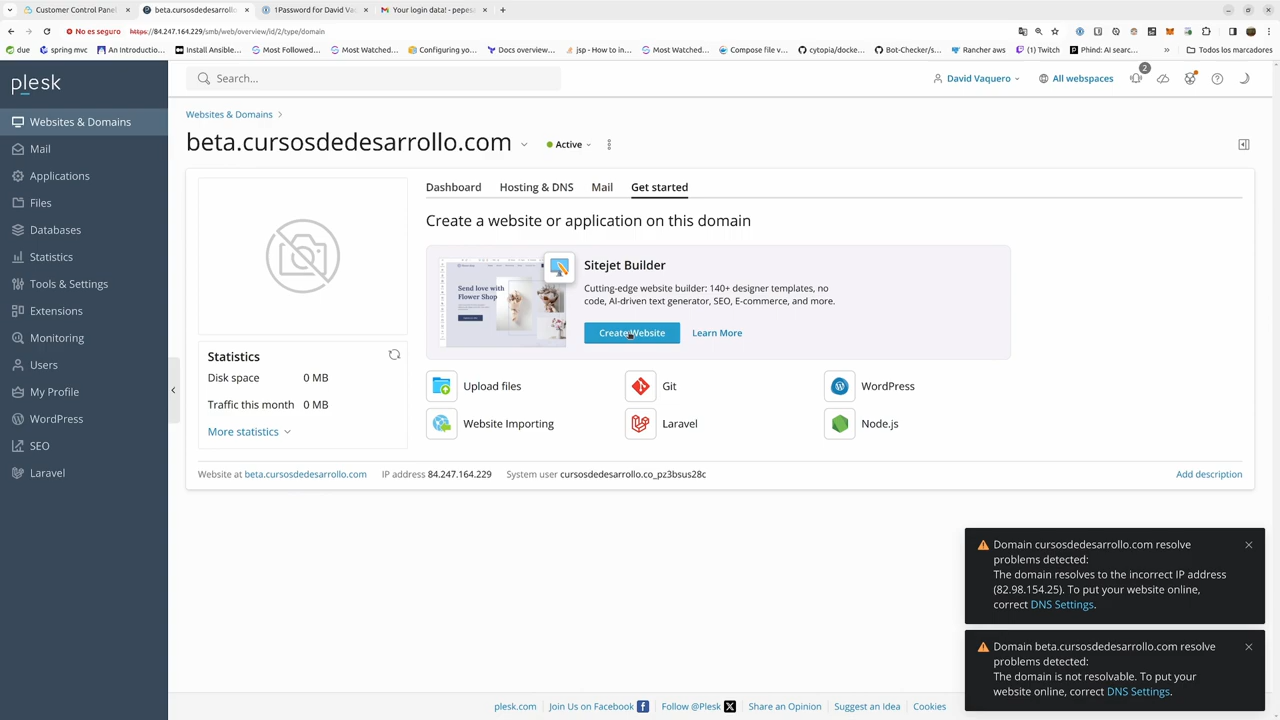 Customer Control Panel
beta.cursosdedesarrollo.
1Password For David Va
Your login data! - pepesa
No es seguro
https://84.247.164.229/smb/web/overview/id/2/type/domain
due
spring mvc
An Introductio...
Install Ansible...
Most Followed...
Most Watched...
Configuring yo...
Docs overview...
jsp - How to in...
Most Watched...
Compose file v...
cytopia/docke...
Bot-Checker/s...
Rancher aws
(1) Twitch
Phind: AI searc...
»
Todos los marcadores
plesk
Search...
David Vaquero
All webspaces
2
Websites & Domains
Mail
Applications
Files
Databases
Statistics
Tools & Settings
Extensions
Monitoring
Users
My Profile
WordPress
SEO
Laravel
Websites & Domains
beta.cursosdedesarrollo.com
Active
Dashboard
Hosting & DNS
Mail
Get started
Create a website or application on this domain
Send love with
Flower Shop
Sitejet Builder
Cutting-edge website builder: 140+ designer templates, no
code, AI-driven text generator, SEO, E-commerce, and more.
Create Website
Learn More
Upload files
Git
WordPress
Website Importing
Laravel
Node.js
Statistics
Disk space 0 MB
Traffic this month 0 MB
More statistics
Website at beta.cursosdedesarrollo.com
IP address 84.247.164.229
System user cursosdedesarrollo.co_pz3bsus28c
Add description
Domain cursosdedesarrollo.com resolve
problems detected:
The domain resolves to the incorrect IP address
(82.98.154.25). To put your website online,
correct DNS Settings.
Domain beta.cursosdedesarrollo.com resolve
problems detected:
The domain is not resolvable. To put your
website online, correct DNS Settings.
plesk.com
Join Us on Facebook
Follow @Plesk
Share an Opinion
Suggest an Idea
Cookies